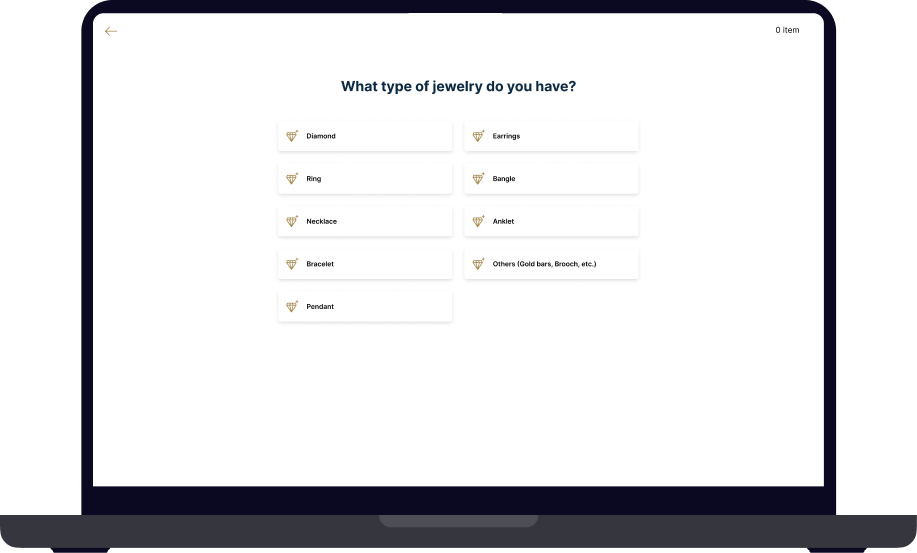 0 item
What type of jewelry do you have?
Diamond
Earrings
Ring
Bangle
Necklace
Anklet
Bracelet
Others (Gold bars, Brooch, etc.)
Pendant